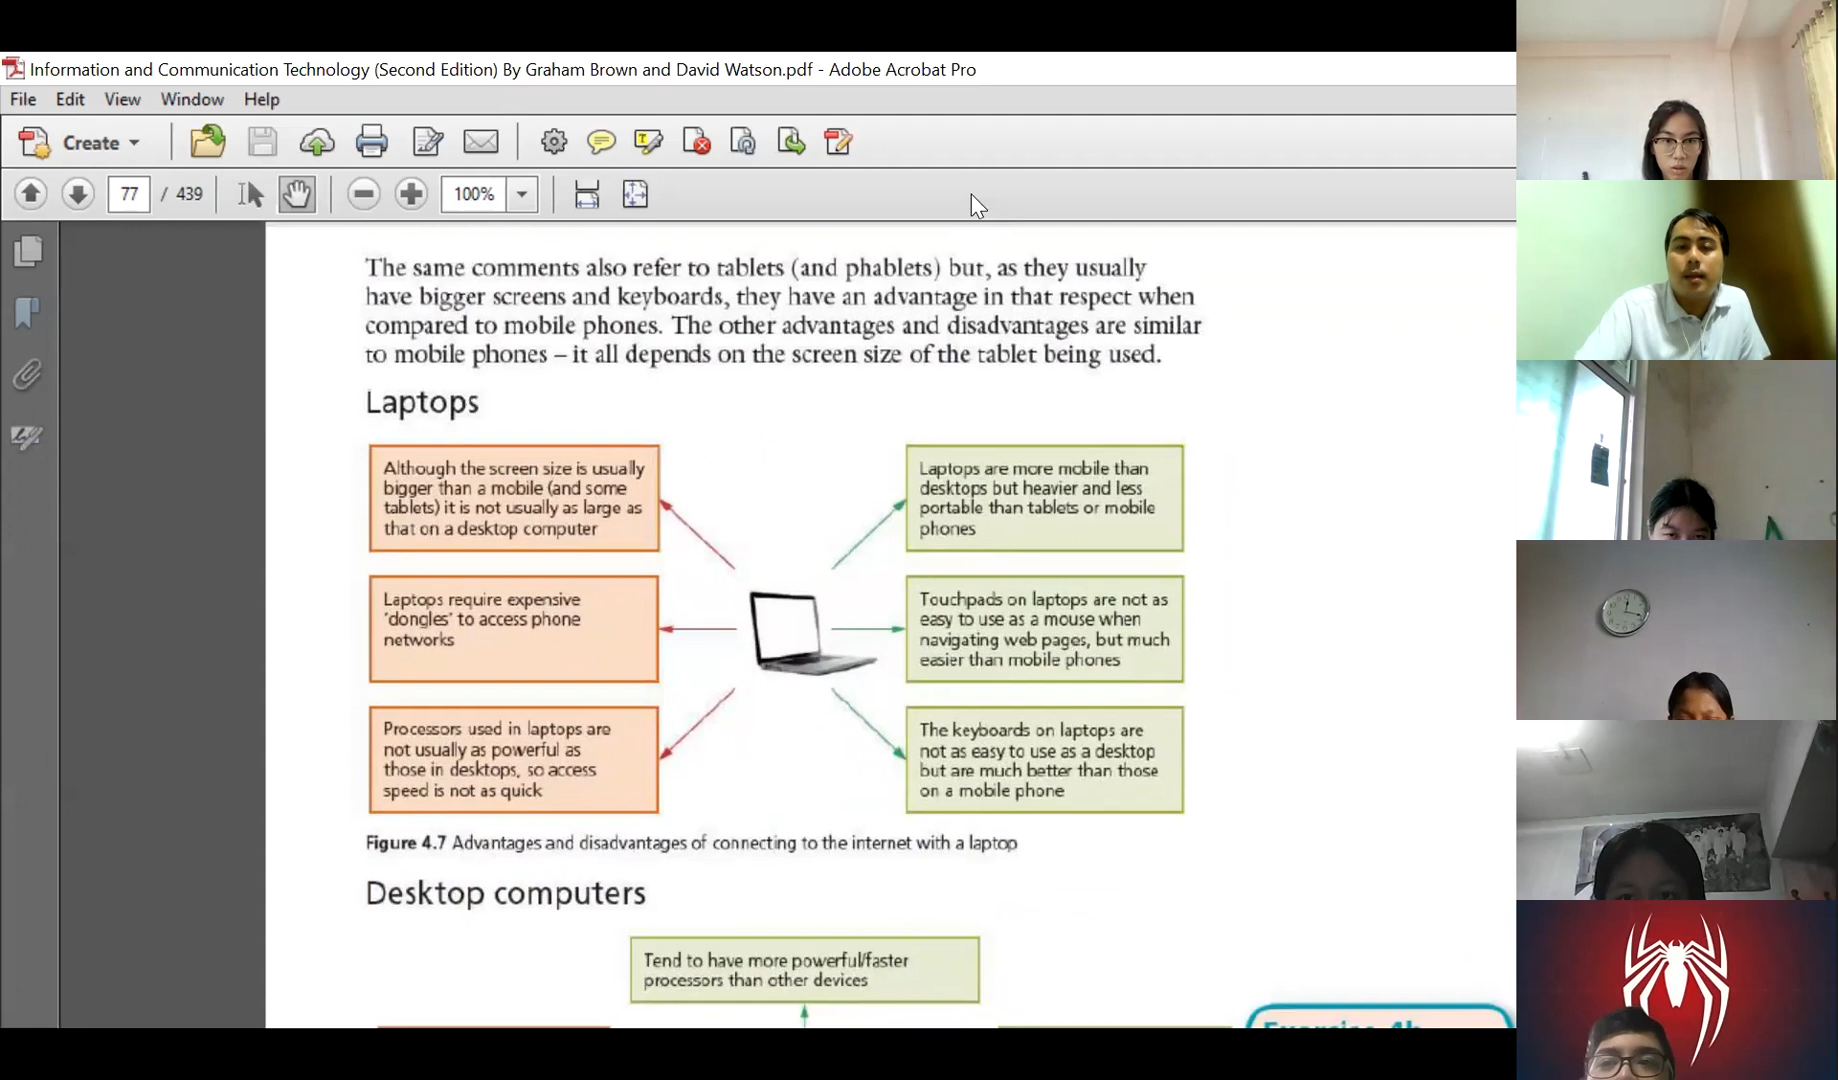 Information and Communication Technology (Second Edition) By Graham Brown and David Watson.pdf - Adobe Acrobat Pro
File Edit View Window Help
Create
77 / 439 100%
The same comments also refer to tablets (and phablets) but, as they usually
have bigger screens and keyboards, they have an advantage in that respect when
compared to mobile phones. The other advantages and disadvantages are similar
to mobile phones – it all depends on the screen size of the tablet being used.
Laptops
Although the screen size is usually
bigger than a mobile (and some
tablets) it is not usually as large as
that on a desktop computer
Laptops are more mobile than
desktops but heavier and less
portable than tablets or mobile
phones
Laptops require expensive
'dongles' to access phone
networks
Touchpads on laptops are not as
easy to use as a mouse when
navigating web pages, but much
easier than mobile phones
Processors used in laptops are
not usually as powerful as
those in desktops, so access
speed is not as quick
The keyboards on laptops are
not as easy to use as a desktop
but are much better than those
on a mobile phone
Figure 4.7 Advantages and disadvantages of connecting to the internet with a laptop
Desktop computers
Tend to have more powerful/faster
processors than other devices
Exercise 4b